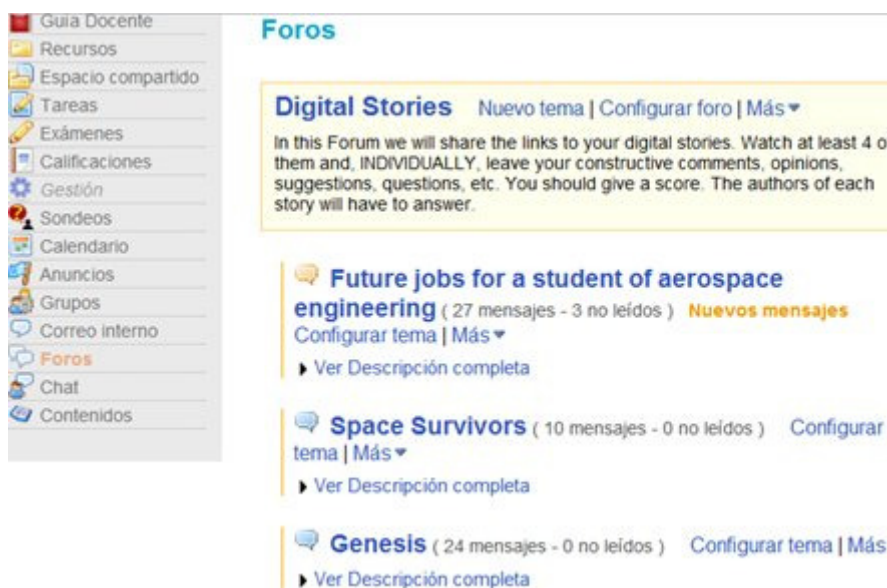 Guia Docente
Recursos
Espacio compartido
Tareas
Exámenes
Calificaciones
Gestión
Sondeos
Calendario
Anuncios
Grupos
Correo interno
Foros
Chat
Contenidos
Foros
Digital Stories Nuevo tema | Configurar foro | Más
In this Forum we will share the links to your digital stories. Watch at least 4 o
them and, INDIVIDUALLY, leave your constructive comments, opinions,
suggestions, questions, etc. You should give a score. The authors of each
story will have to answer.
Future jobs for a student of aerospace
engineering ( 27 mensajes - 3 no leídos ) Nuevos mensajes
Configurar tema | Más
Ver Descripción completa
Space Survivors ( 10 mensajes - 0 no leídos ) Configurar
tema | Más
Ver Descripción completa
Genesis ( 24 mensajes - 0 no leídos ) Configurar tema | Más
Ver Descripción completa